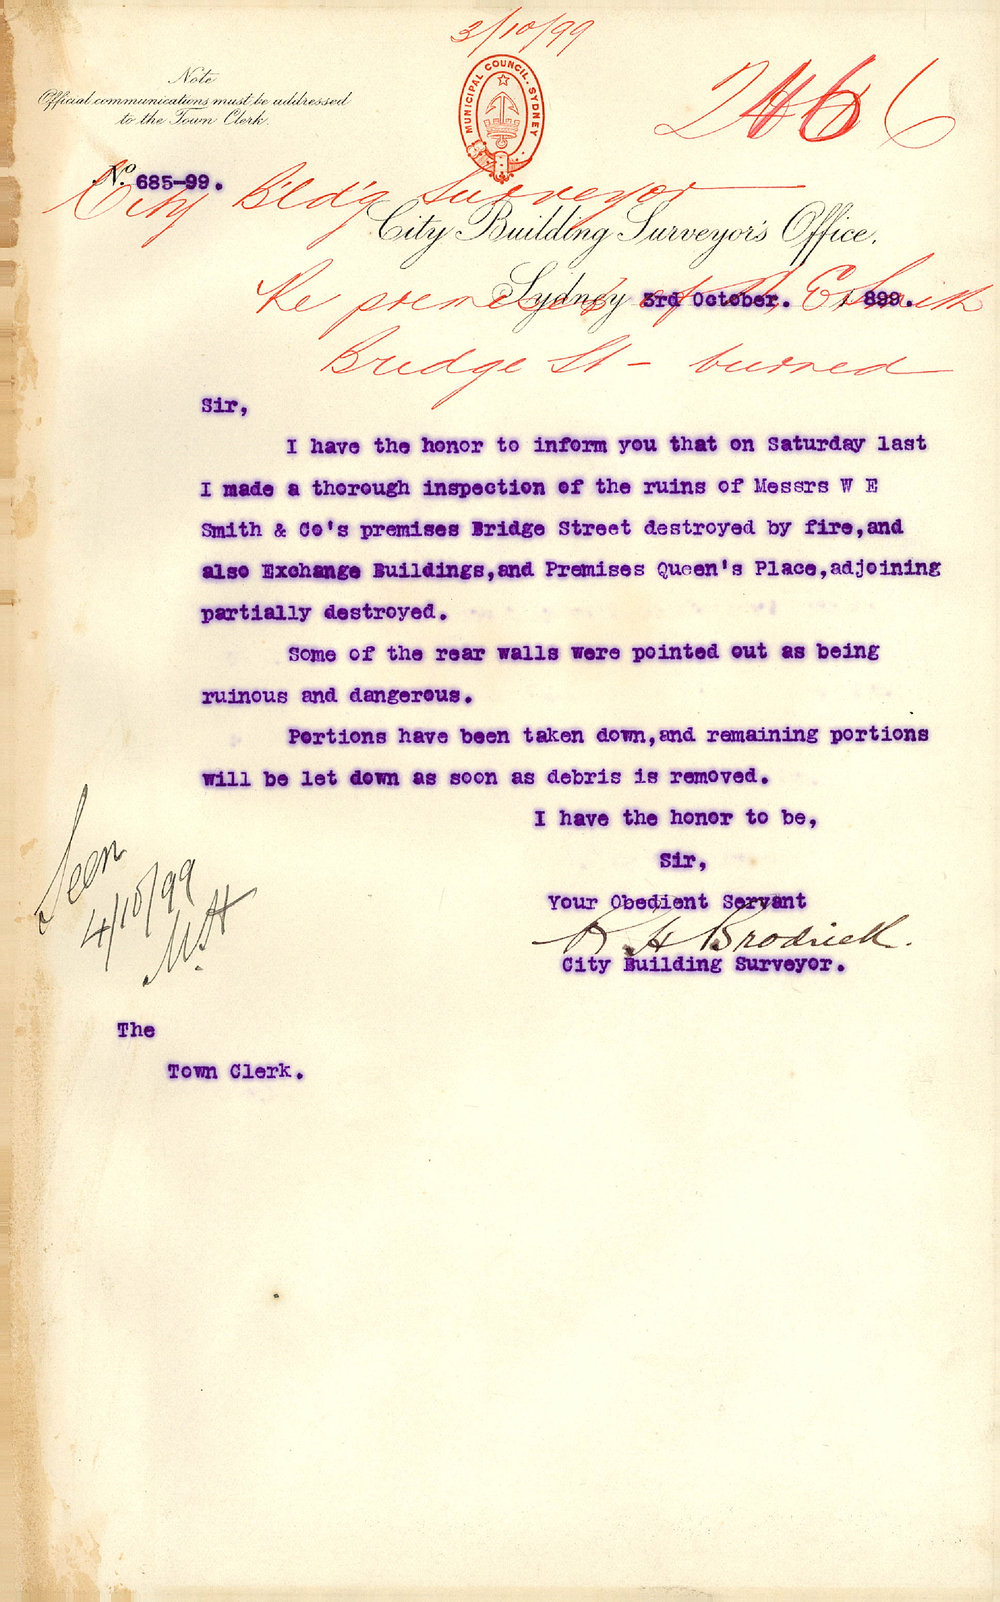 3/10/99
Note
Official communications must be addressed
to the Town Clerk.
MUNICIPAL COUNCIL. SYDNEY
No. 685-99.
City B'ld'g Surveyor
City Building Surveyor's Office,
Re premises of W. E. Smith
Sydney 3rd October. 1899.
Bridge St - burned
Sir,
I have the honor to inform you that on Saturday last
I made a thorough inspection of the ruins of Messrs W E
Smith & Co's premises Bridge Street destroyed by fire,and
also Exchange Buildings,and Premises Queen's Place,adjoining
partially destroyed.
Some of the rear walls were pointed out as being
ruinous and dangerous.
Portions have been taken down,and remaining portions
will be let down as soon as debris is removed.
I have the honor to be,
Sir,
Your Obedient Servant
R H Brodrick.
City Building Surveyor.
Seen
4/10/99
The
Town Clerk.